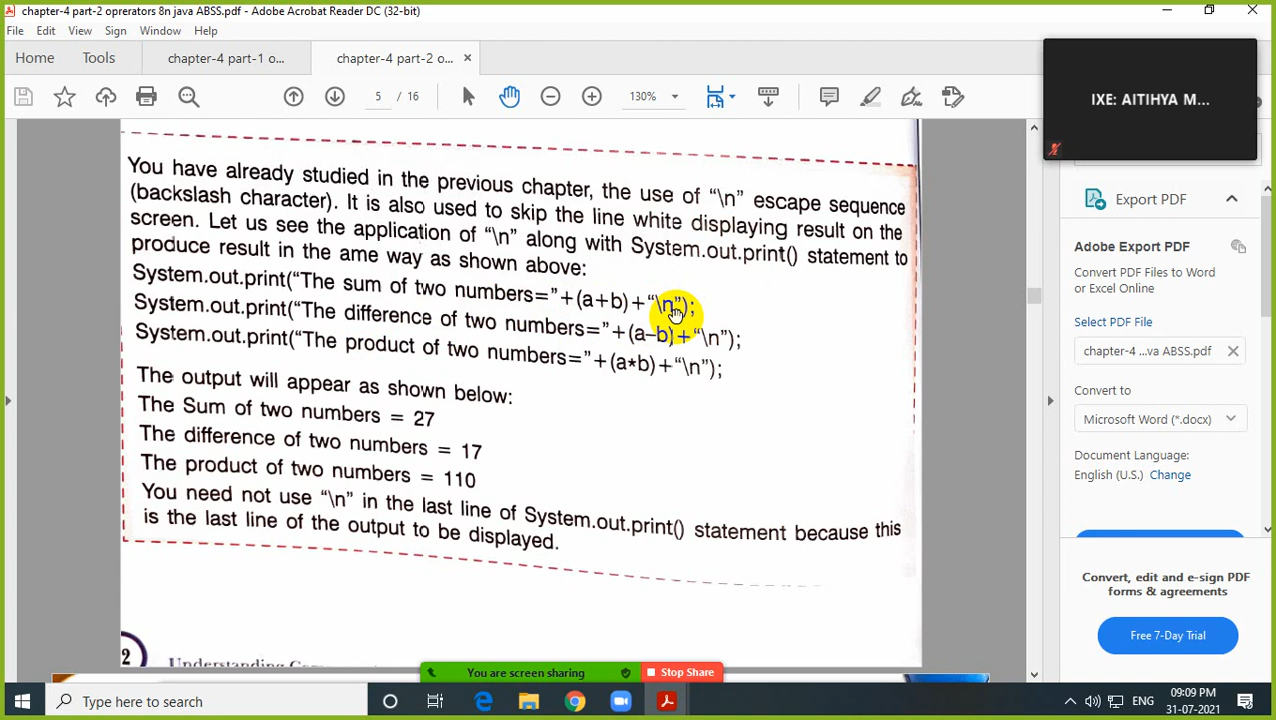 chapter-4 part-2 oprerators 8n java ABSS.pdf - Adobe Acrobat Reader DC (32-bit)
File Edit View Sign Window Help
Home Tools chapter-4 part-1 o... chapter-4 part-2 o...
5 / 16 130%
IXE: AITIHYA M...
You have already studied in the previous chapter, the use of “\n” escape sequence
(backslash character). It is also used to skip the line white displaying result on the
screen. Let us see the application of “\n” along with System.out.print() statement to
produce result in the ame way as shown above:
System.out.print(“The sum of two numbers=”+(a+b)+“\n”);
System.out.print(“The difference of two numbers=”+(a–b)+“\n”);
System.out.print(“The product of two numbers=”+(a*b)+“\n”);
The output will appear as shown below:
The Sum of two numbers = 27
The difference of two numbers = 17
The product of two numbers = 110
You need not use “\n” in the last line of System.out.print() statement because this
is the last line of the output to be displayed.
2 Understanding
Export PDF
Adobe Export PDF
Convert PDF Files to Word
or Excel Online
Select PDF File
chapter-4 ...va ABSS.pdf
Convert to
Microsoft Word (*.docx)
Document Language:
English (U.S.) Change
Convert, edit and e-sign PDF
forms & agreements
Free 7-Day Trial
You are screen sharing Stop Share
Type here to search
ENG
09:09 PM
31-07-2021